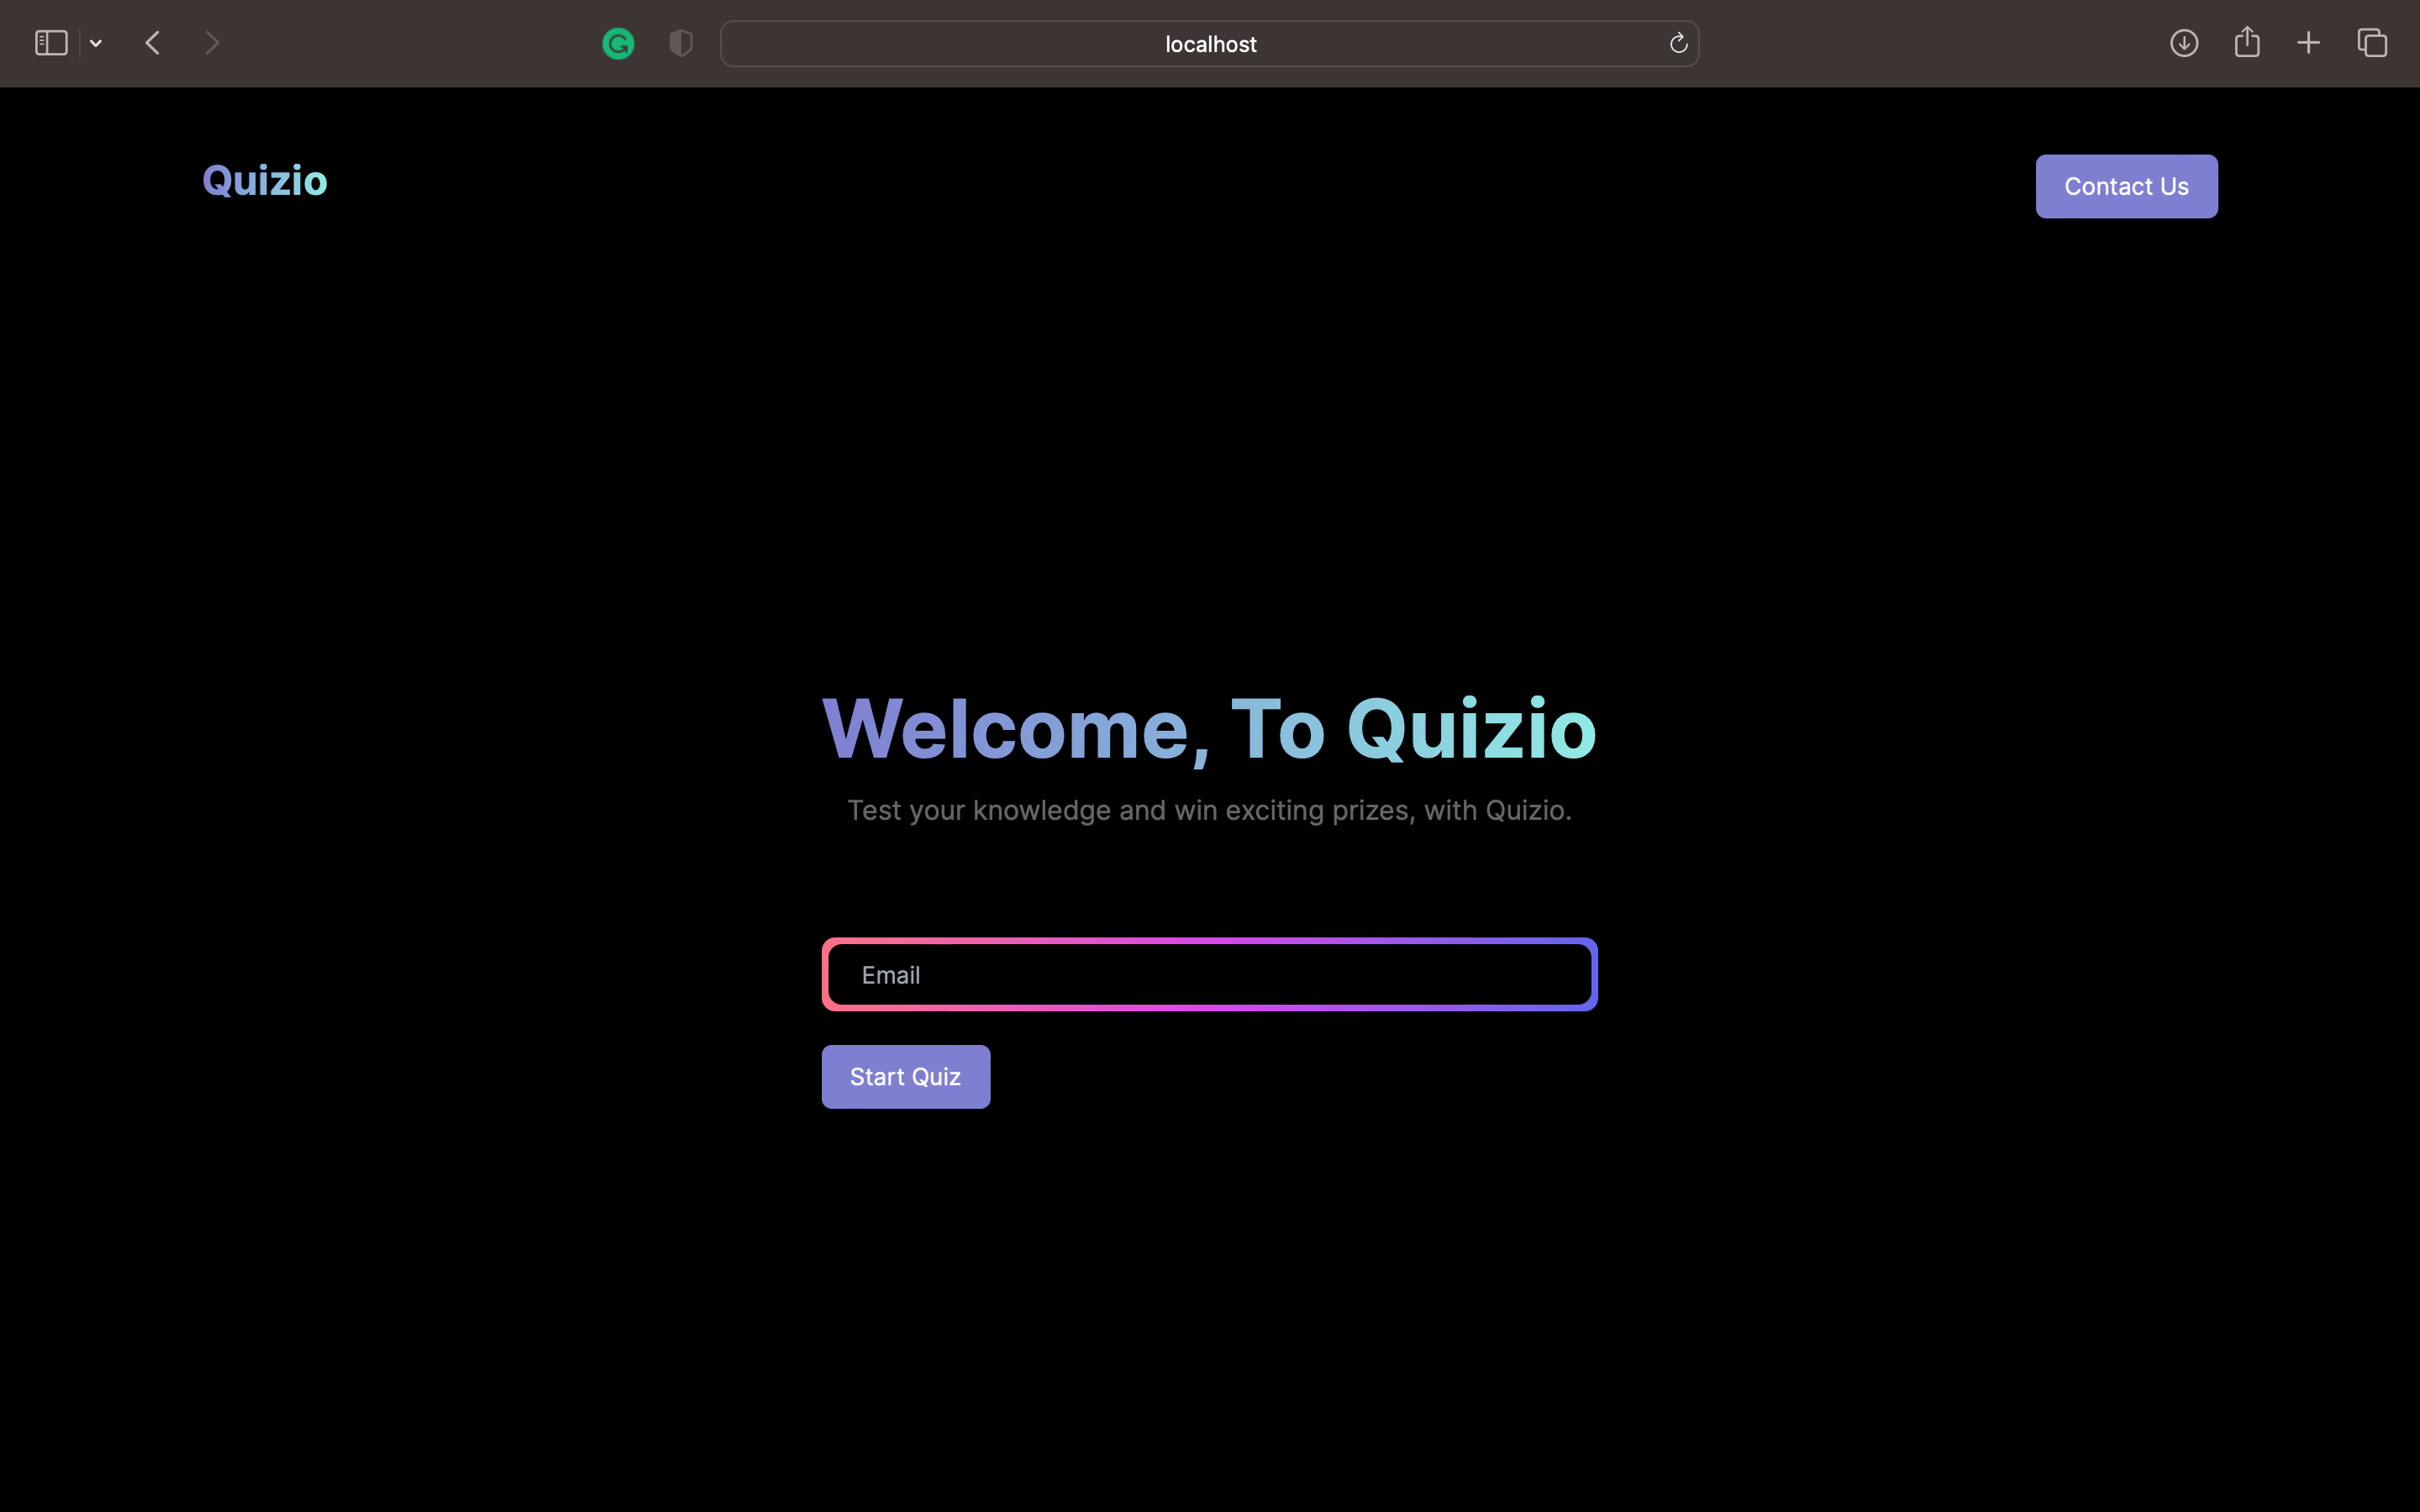 localhost
Quizio
Contact Us
Welcome, To Quizio
Test your knowledge and win exciting prizes, with Quizio.
Email
Start Quiz